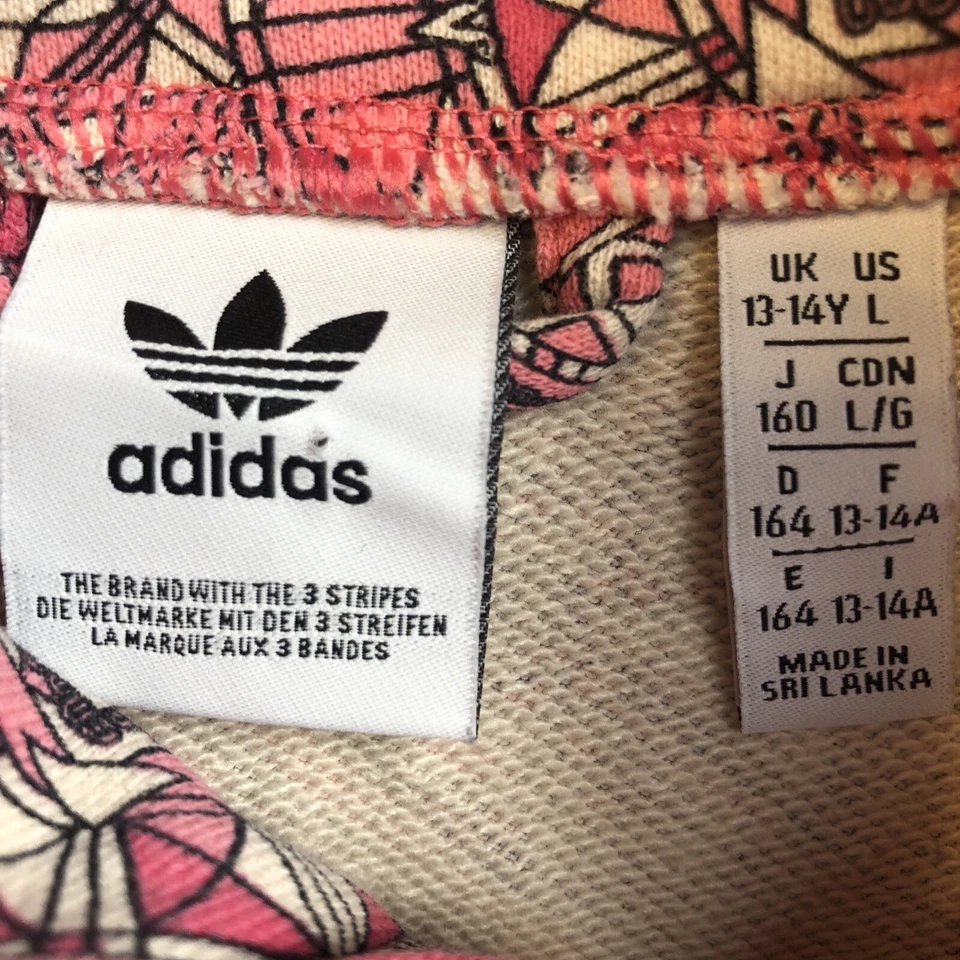 adidas
THE BRAND WITH THE 3 STRIPES
DIE WELTMARKE MIT DEN 3 STREIFEN
LA MARQUE AUX 3 BANDES
UK US
13-14Y L
J CDN
160 L/G
D F
164 13-14A
E I
164 13-14A
MADE IN
SRI LANKA